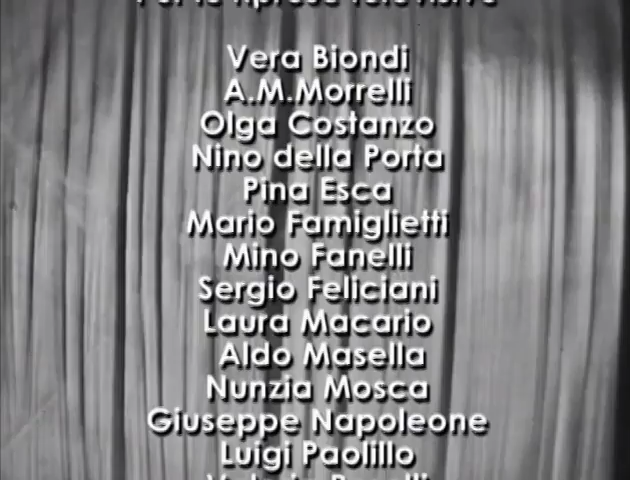 Vera Biondi
A.M.Morrelli
Olga Costanzo
Nino della Porta
Pina Esca
Mario Famiglietti
Mino Fanelli
Sergio Feliciani
Laura Macario
Aldo Masella
Nunzia Mosca
Giuseppe Napoleone
Luigi Paolillo